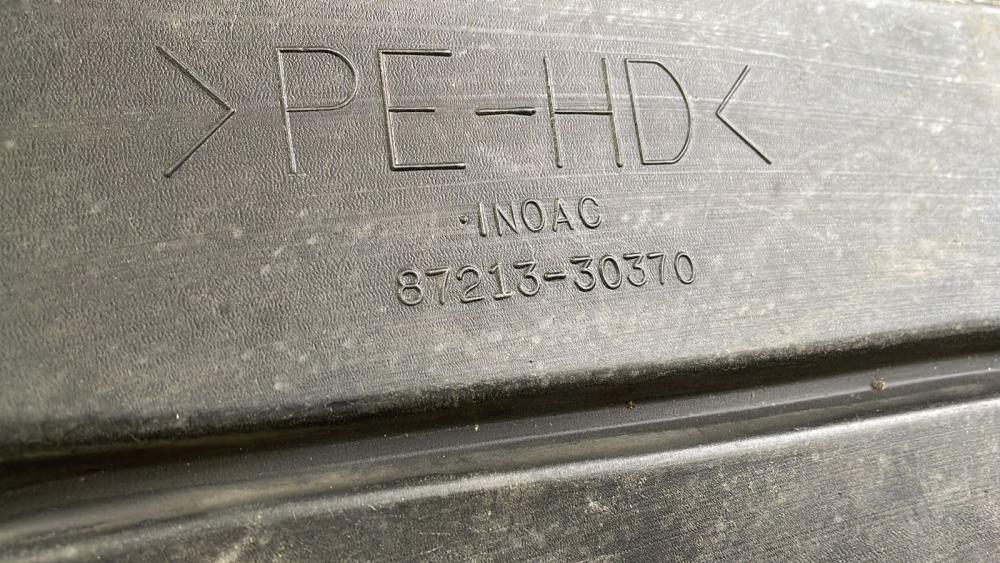 >PE-HD<
·INOAC
87213-30370